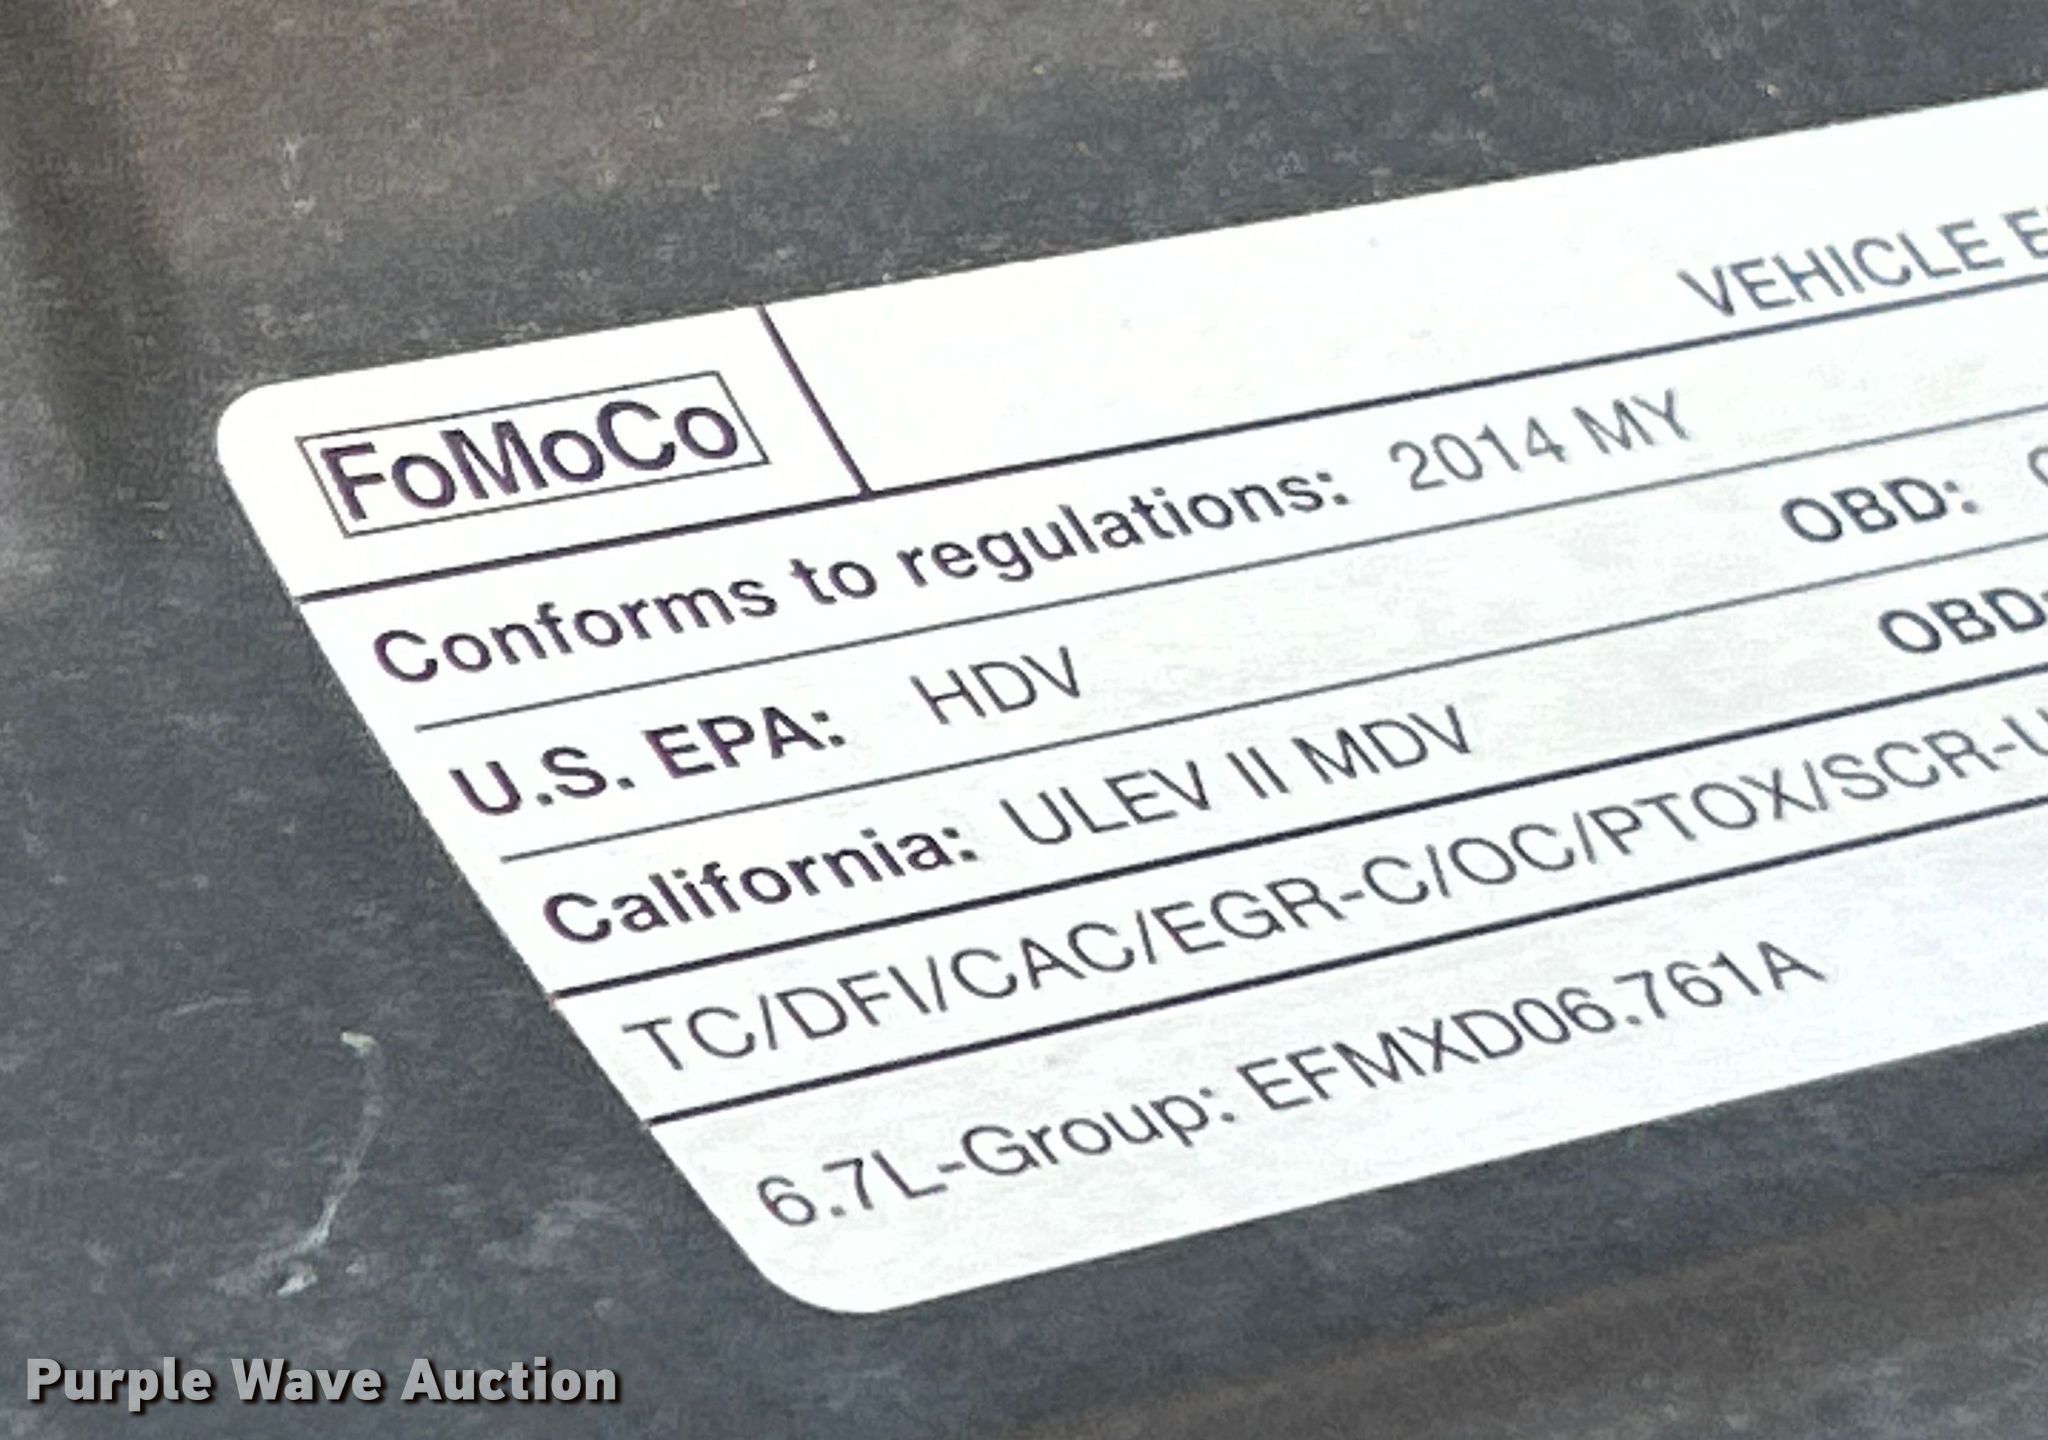 VEHICLE
FoMoCo
Conforms to regulations: 2014 MY
U.S. EPA: HDV OBD:
California: ULEV II MDV OBD:
TC/DFI/CAC/EGR-C/OC/PTOX/SCR-U
6.7L-Group: EFMXD06.761A
Purple Wave Auction